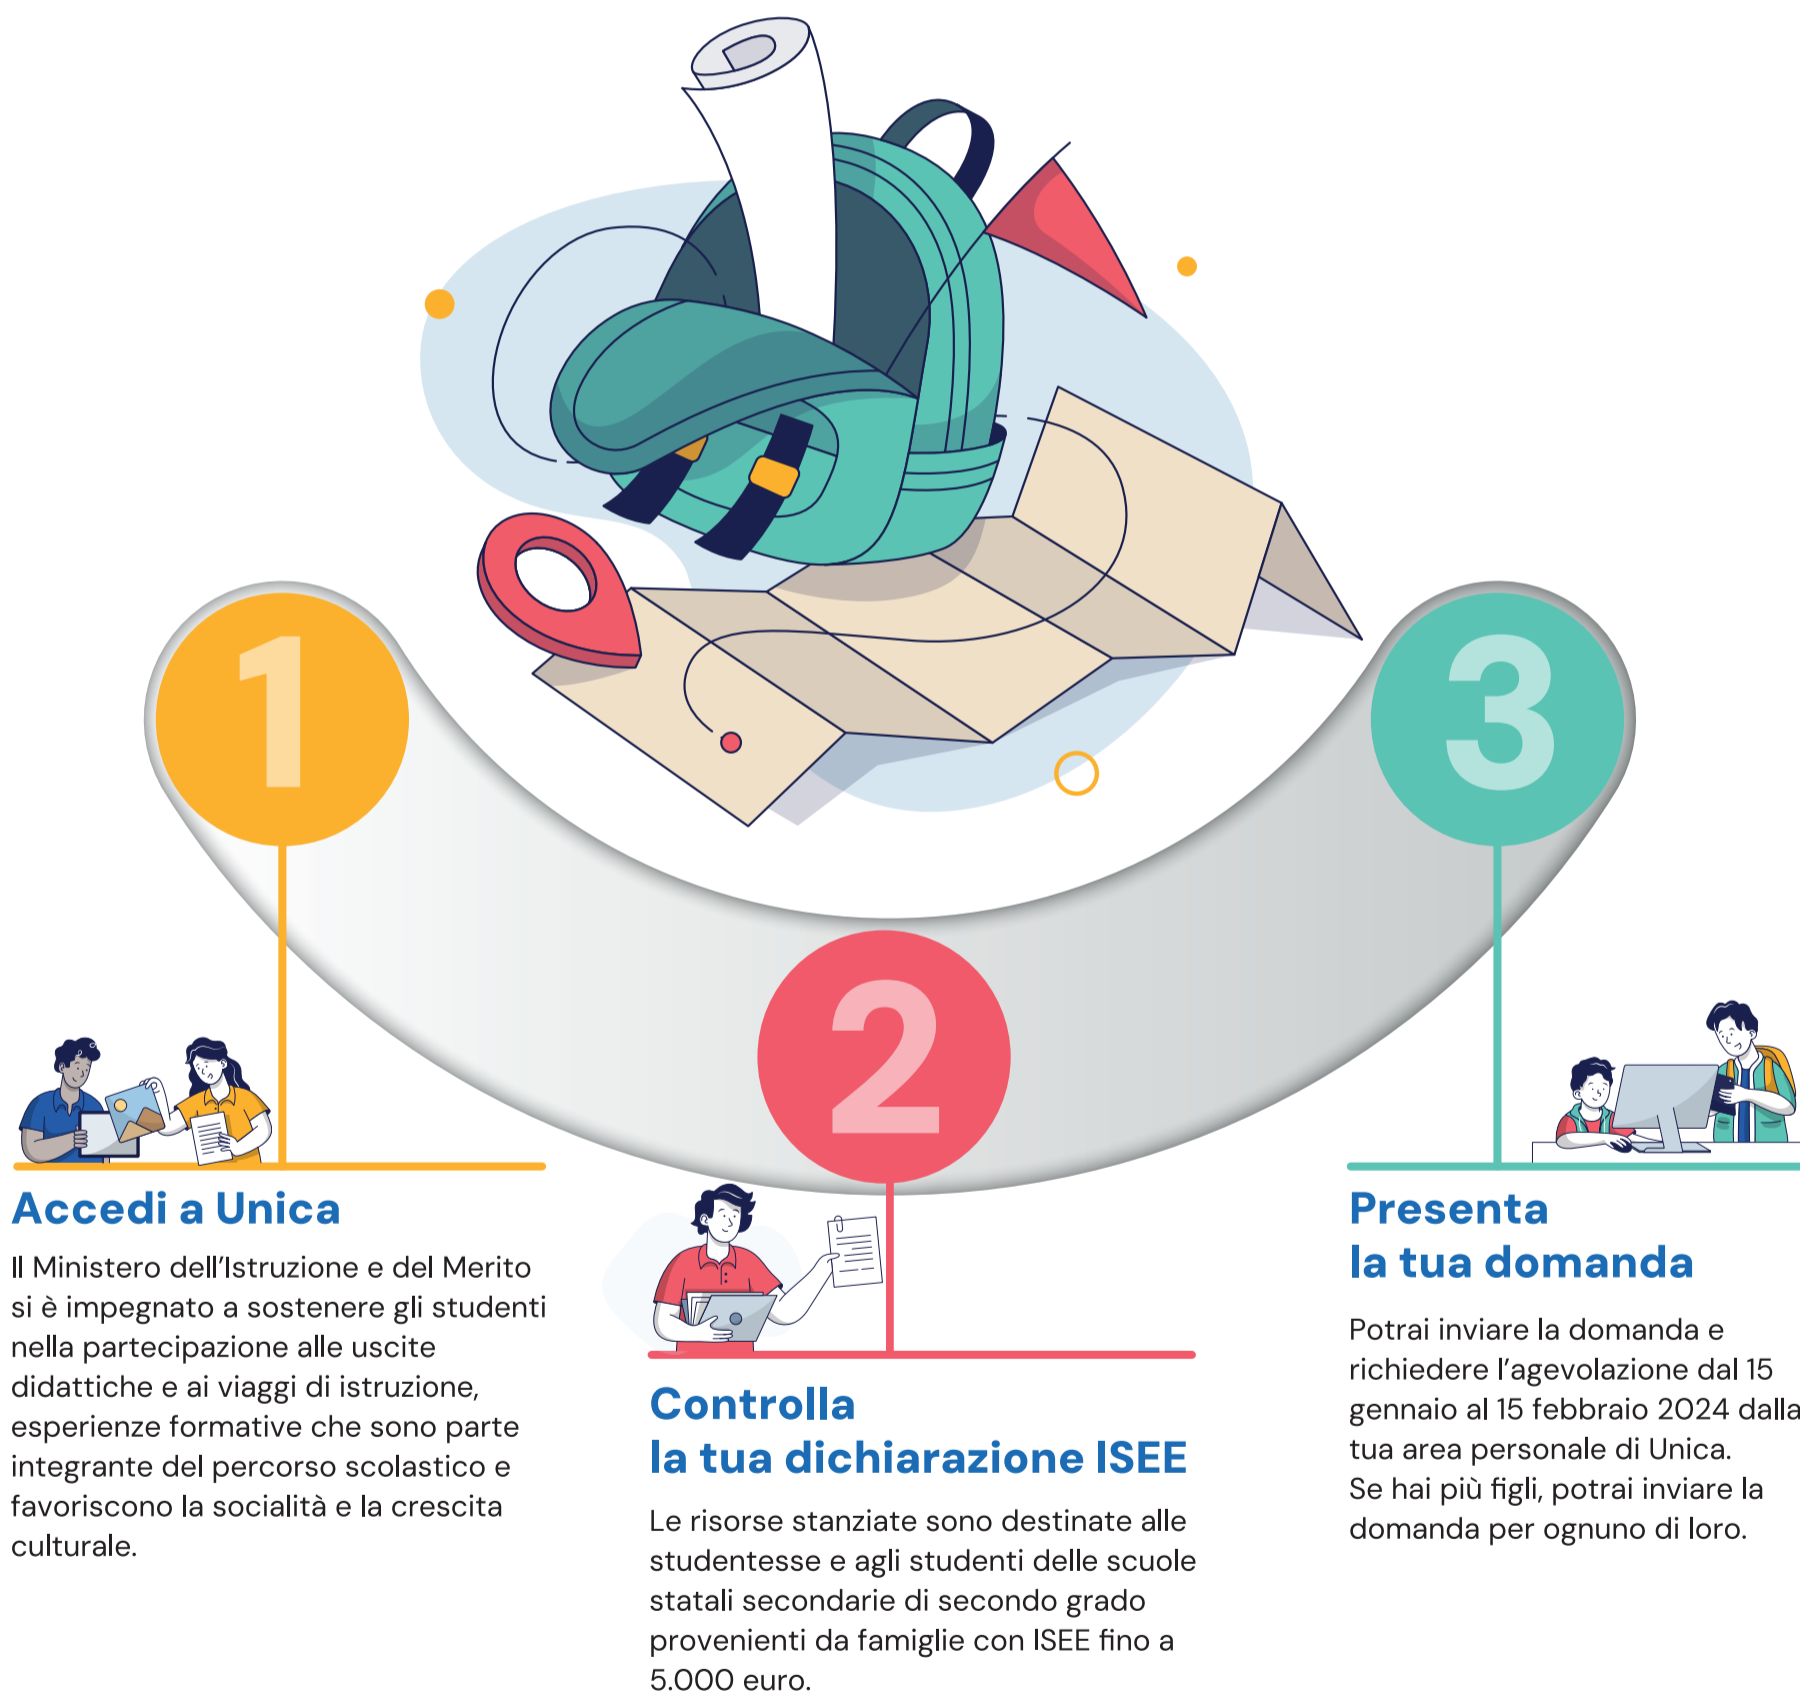 1
Accedi a Unica
Il Ministero dell'Istruzione e del Merito
si è impegnato a sostenere gli studenti
nella partecipazione alle uscite
didattiche e ai viaggi di istruzione,
esperienze formative che sono parte
integrante del percorso scolastico e
favoriscono la socialità e la crescita
culturale.
2
Controlla
la tua dichiarazione ISEE
Le risorse stanziate sono destinate alle
studentesse e agli studenti delle scuole
statali secondarie di secondo grado
provenienti da famiglie con ISEE fino a
5.000 euro.
3
Presenta
la tua domanda
Potrai inviare la domanda e
richiedere l'agevolazione dal 15
gennaio al 15 febbraio 2024 dalla
tua area personale di Unica.
Se hai più figli, potrai inviare la
domanda per ognuno di loro.